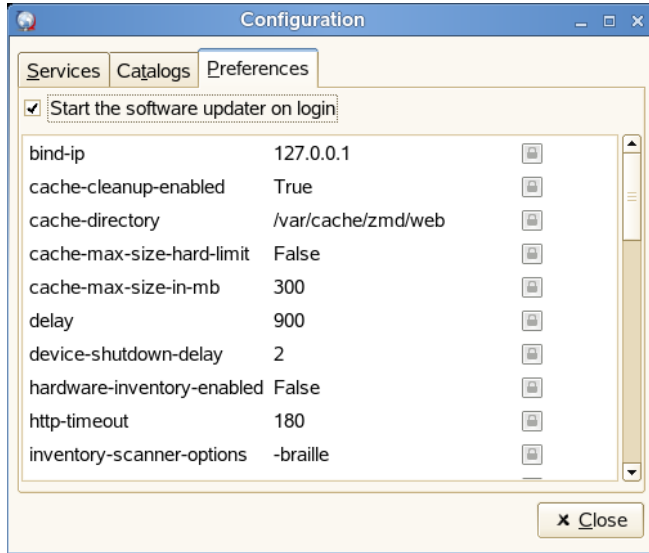 Configuration
Services Catalogs Preferences
Start the software updater on login
bind-ip 127.0.0.1
cache-cleanup-enabled True
cache-directory /var/cache/zmd/web
cache-max-size-hard-limit False
cache-max-size-in-mb 300
delay 900
device-shutdown-delay 2
hardware-inventory-enabled False
http-timeout 180
inventory-scanner-options -braille
Close